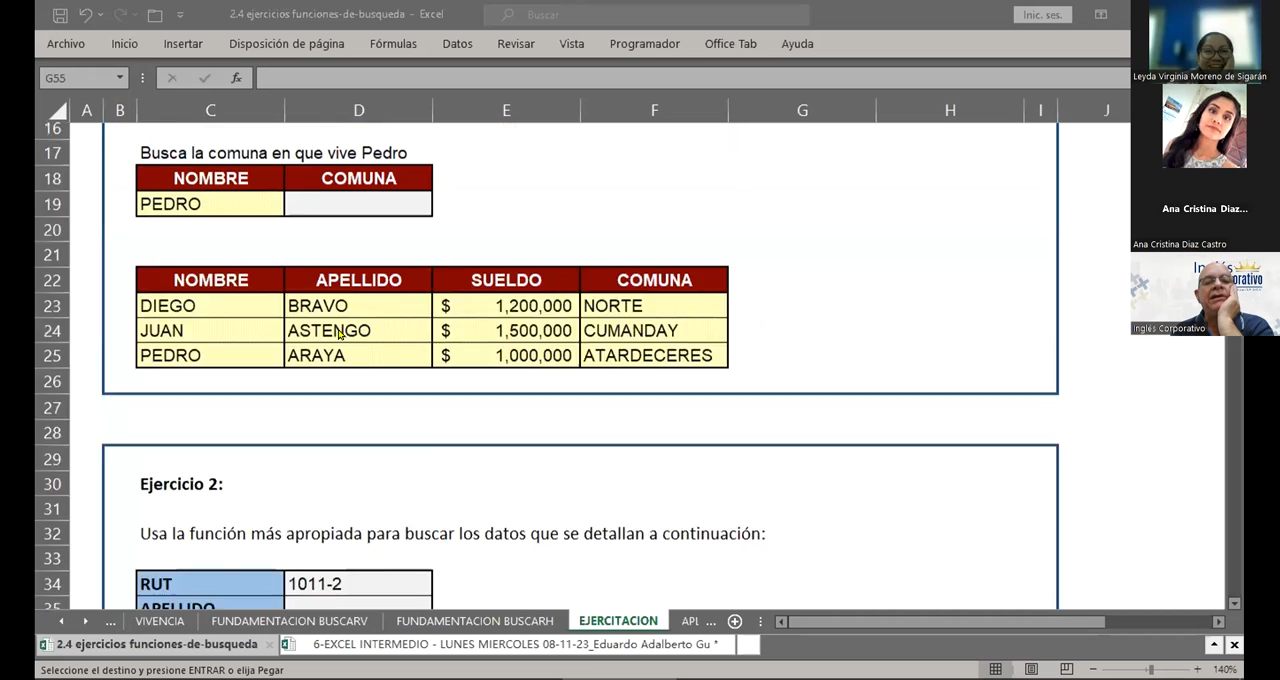 2.4 ejercicios funciones-de-busqueda - Excel
Buscar
Inic. ses.
Archivo Inicio Insertar Disposición de página Fórmulas Datos Revisar Vista Programador Office Tab Ayuda
G55 fx
A B C D E F G H I J
16
17 Busca la comuna en que vive Pedro
18 NOMBRE COMUNA
19 PEDRO
20
21
22 NOMBRE APELLIDO SUELDO COMUNA
23 DIEGO BRAVO $ 1,200,000 NORTE
24 JUAN ASTENGO $ 1,500,000 CUMANDAY
25 PEDRO ARAYA $ 1,000,000 ATARDECERES
26
27
28
29
30 Ejercicio 2:
31
32 Usa la función más apropiada para buscar los datos que se detallan a continuación:
33
34 RUT 1011-2
35 APELLIDO
... VIVENCIA FUNDAMENTACION BUSCARV FUNDAMENTACION BUSCARH EJERCITACION APL ...
2.4 ejercicios funciones-de-busqueda 6-EXCEL INTERMEDIO - LUNES MIERCOLES 08-11-23_Eduardo Adalberto Gu *
Seleccione el destino y presione ENTRAR o elija Pegar 140%
Leyda Virginia Moreno de Sigarán
Ana Cristina Diaz...
Ana Cristina Diaz Castro
Inglés
Inglés Corporativo